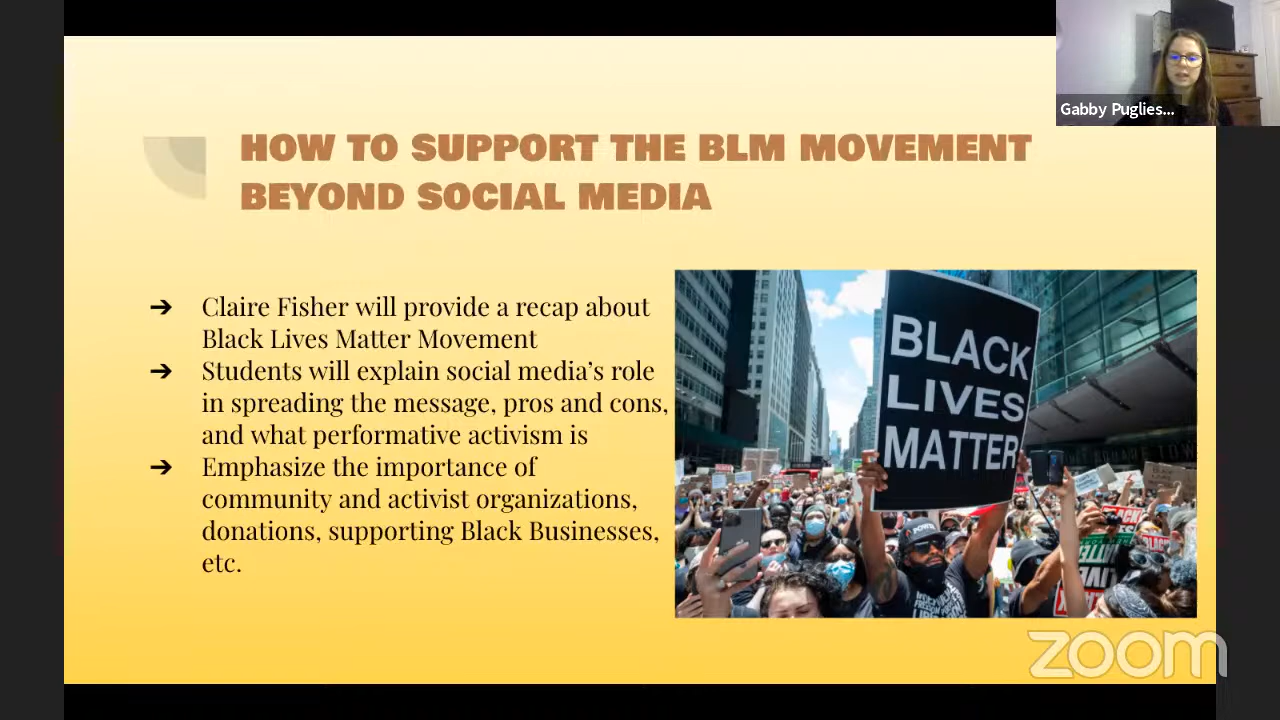 Gabby Puglies...
HOW TO SUPPORT THE BLM MOVEMENT
BEYOND SOCIAL MEDIA
➔ Claire Fisher will provide a recap about
Black Lives Matter Movement
➔ Students will explain social media’s role
in spreading the message, pros and cons,
and what performative activism is
➔ Emphasize the importance of
community and activist organizations,
donations, supporting Black Businesses,
etc.
BLACK
LIVES
MATTER
POWER
zoom